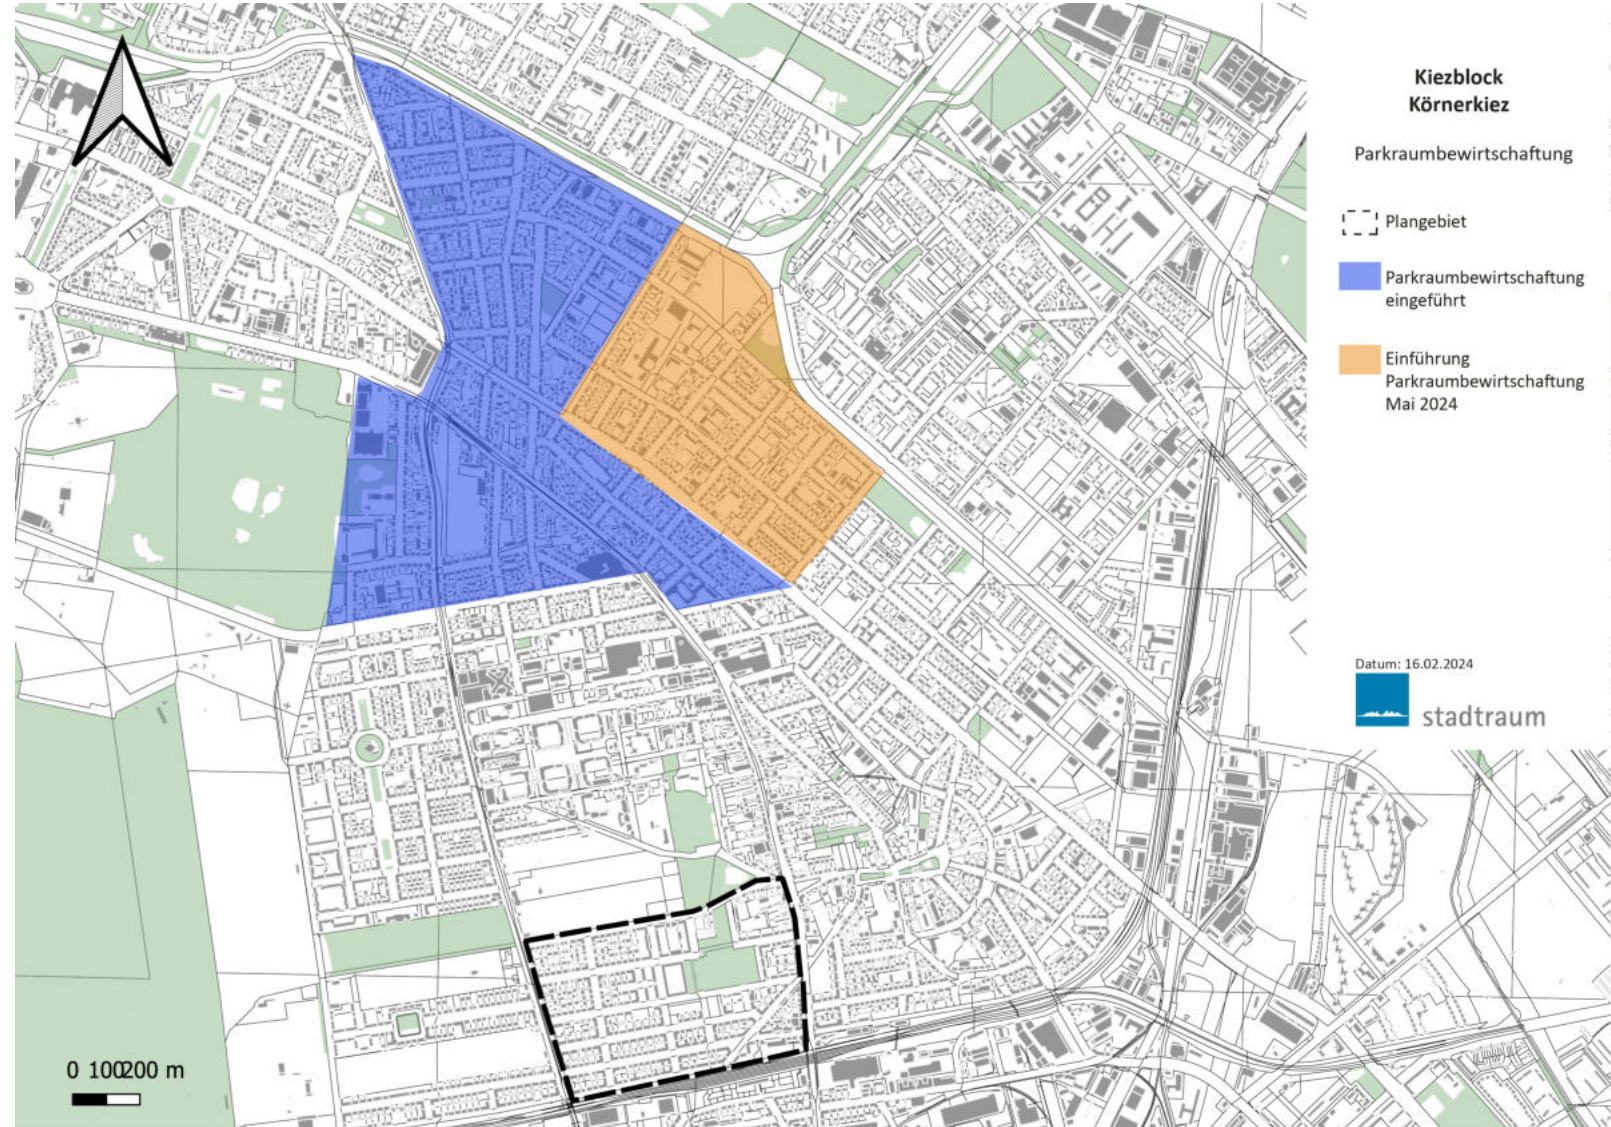 Kiezblock
Körnerkiez
Parkraumbewirtschaftung
Plangebiet
Parkraumbewirtschaftung
eingeführt
Einführung
Parkraumbewirtschaftung
Mai 2024
Datum: 16.02.2024
stadtraum
0 100200 m